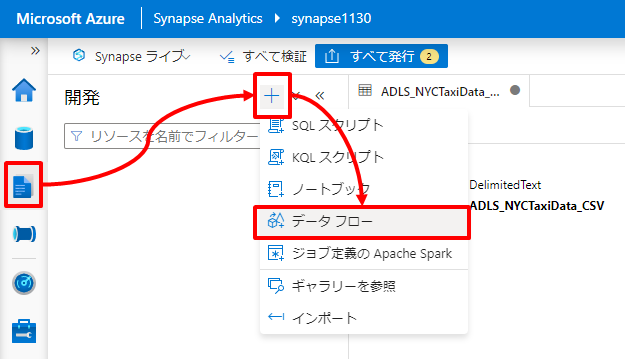 Microsoft Azure
Synapse Analytics
synapse1130
Synapse ライブ
すべて検証
すべて発行
2
開発
リソースを名前でフィルター
SQL スクリプト
KQL スクリプト
ノートブック
データ フロー
ジョブ定義の Apache Spark
ギャラリーを参照
インポート
ADLS_NYCTaxiData_...
DelimitedText
ADLS_NYCTaxiData_CSV